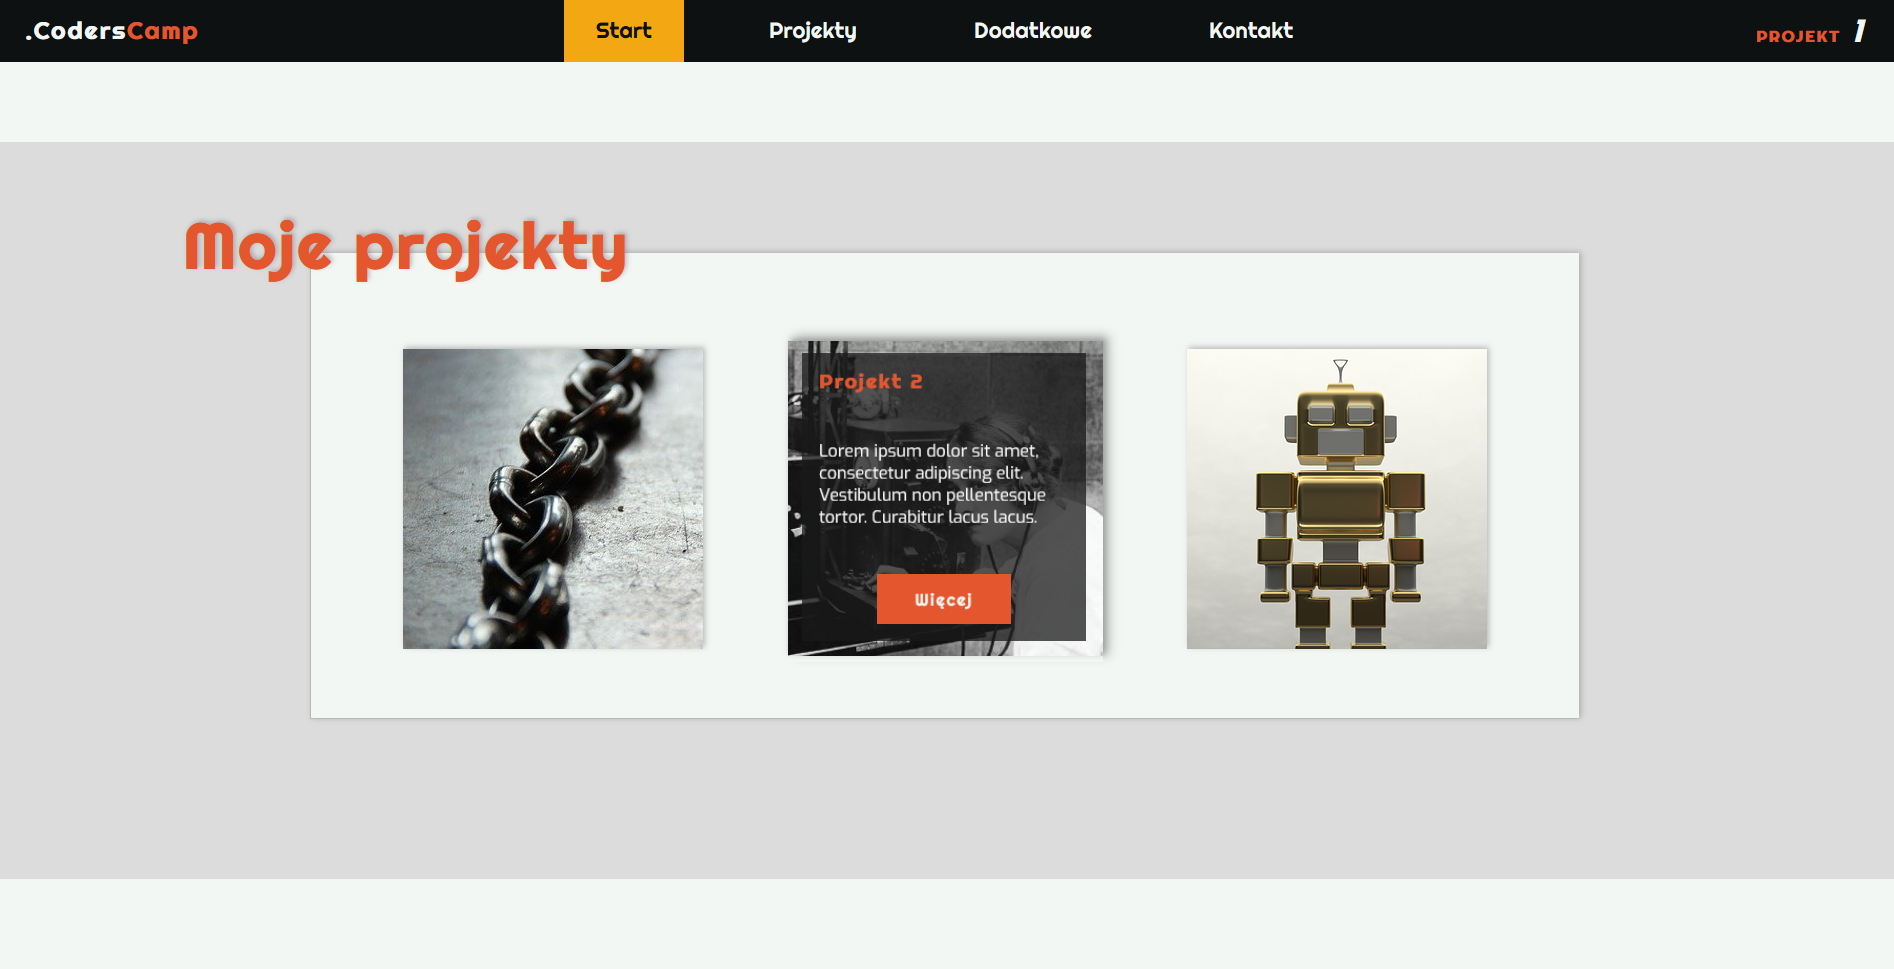 .CodersCamp
Start
Projekty
Dodatkowe
Kontakt
PROJEKT 1
Moje projekty
Projekt 2
Lorem ipsum dolor sit amet,
consectetur adipiscing elit.
Vestibulum non pellentesque
tortor. Curabitur lacus lacus.
Więcej